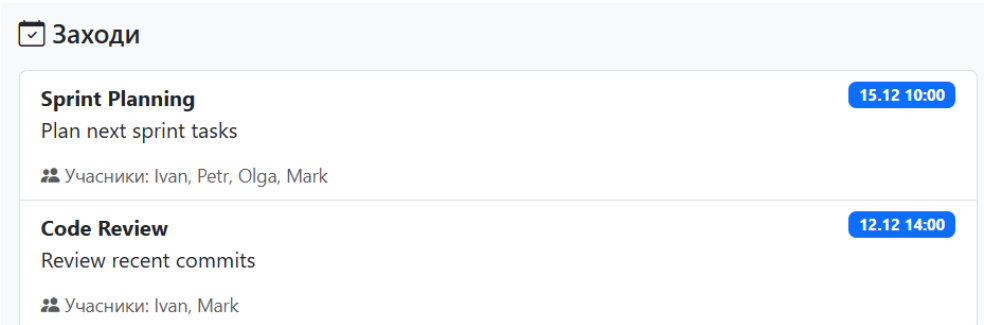 Заходи
Sprint Planning
15.12 10:00
Plan next sprint tasks
Учасники: Ivan, Petr, Olga, Mark
Code Review
12.12 14:00
Review recent commits
Учасники: Ivan, Mark